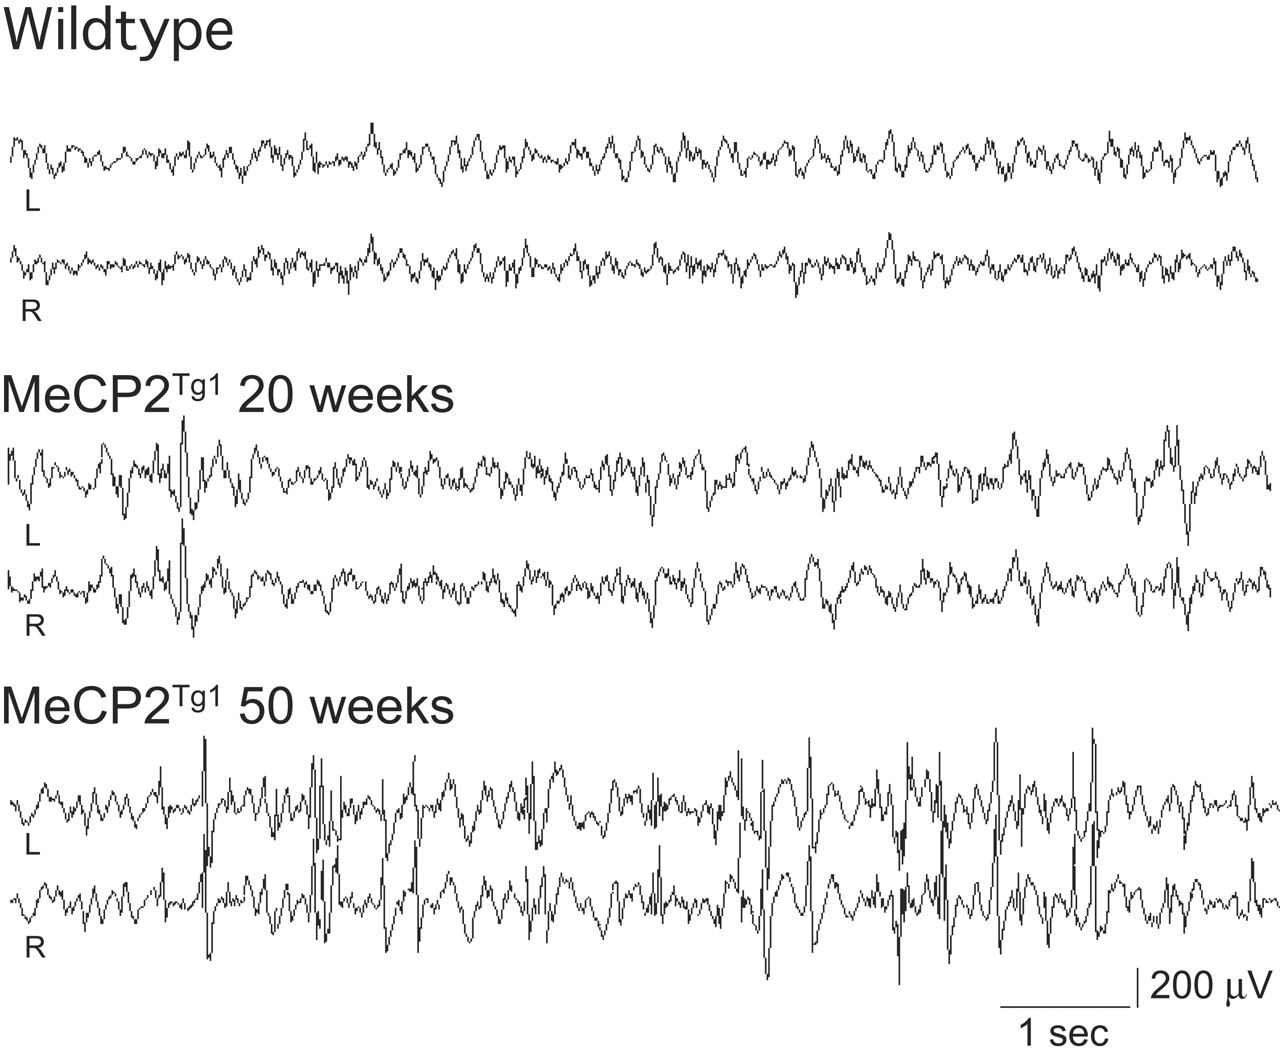 Wildtype
L
R
MeCP2Tg1 20 weeks
L
R
MeCP2Tg1 50 weeks
L
R
200 μV
1 sec